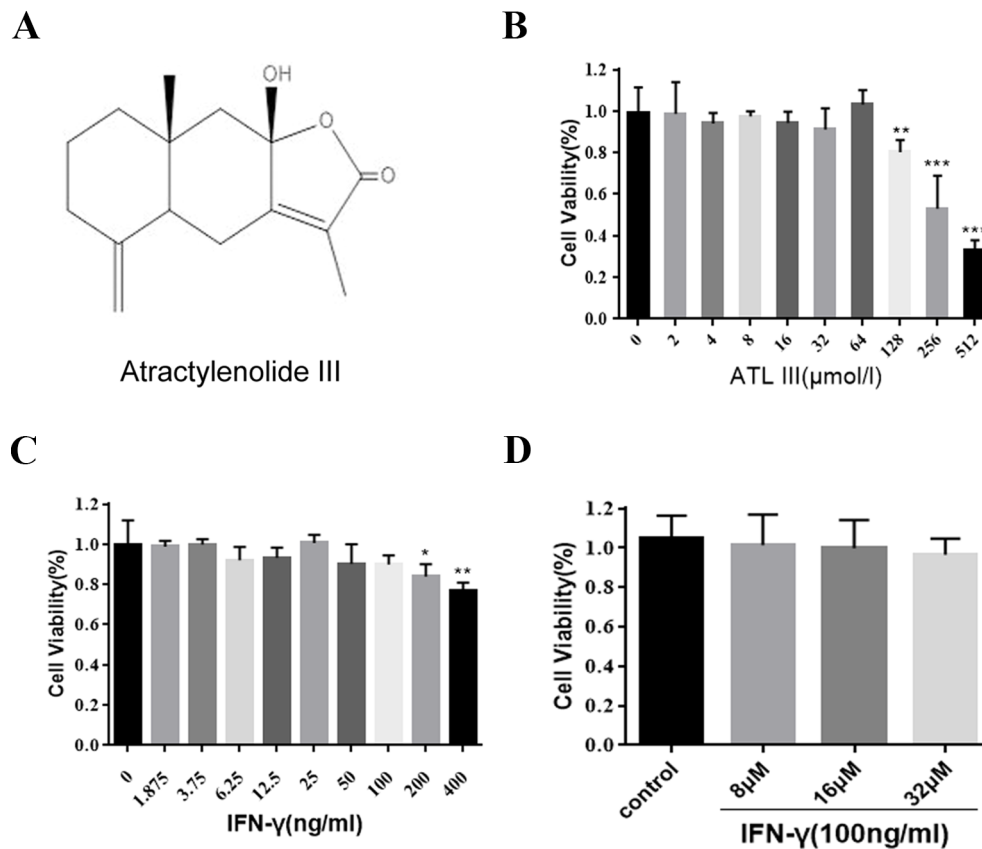 A
OH
O
O
Atractylenolide III
B
Cell Vability(%)
1.2
1.0
0.8
0.6
0.4
0.2
0.0
**
***
***
0 2 4 8 16 32 64 128 256 512
ATL III(μmol/l)
C
Cell Viability(%)
1.2
1.0
0.8
0.6
0.4
0.2
0.0
*
**
0 1.875 3.75 6.25 12.5 25 50 100 200 400
IFN-γ(ng/ml)
D
Cell Viability(%)
1.2
1.0
0.8
0.6
0.4
0.2
0.0
control 8μM 16μM 32μM
IFN-γ(100ng/ml)